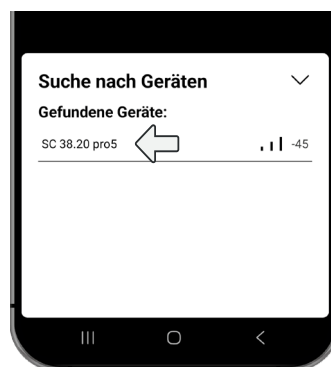 Suche nach Geräten
Gefundene Geräte:
SC 38.20 pro5 -45